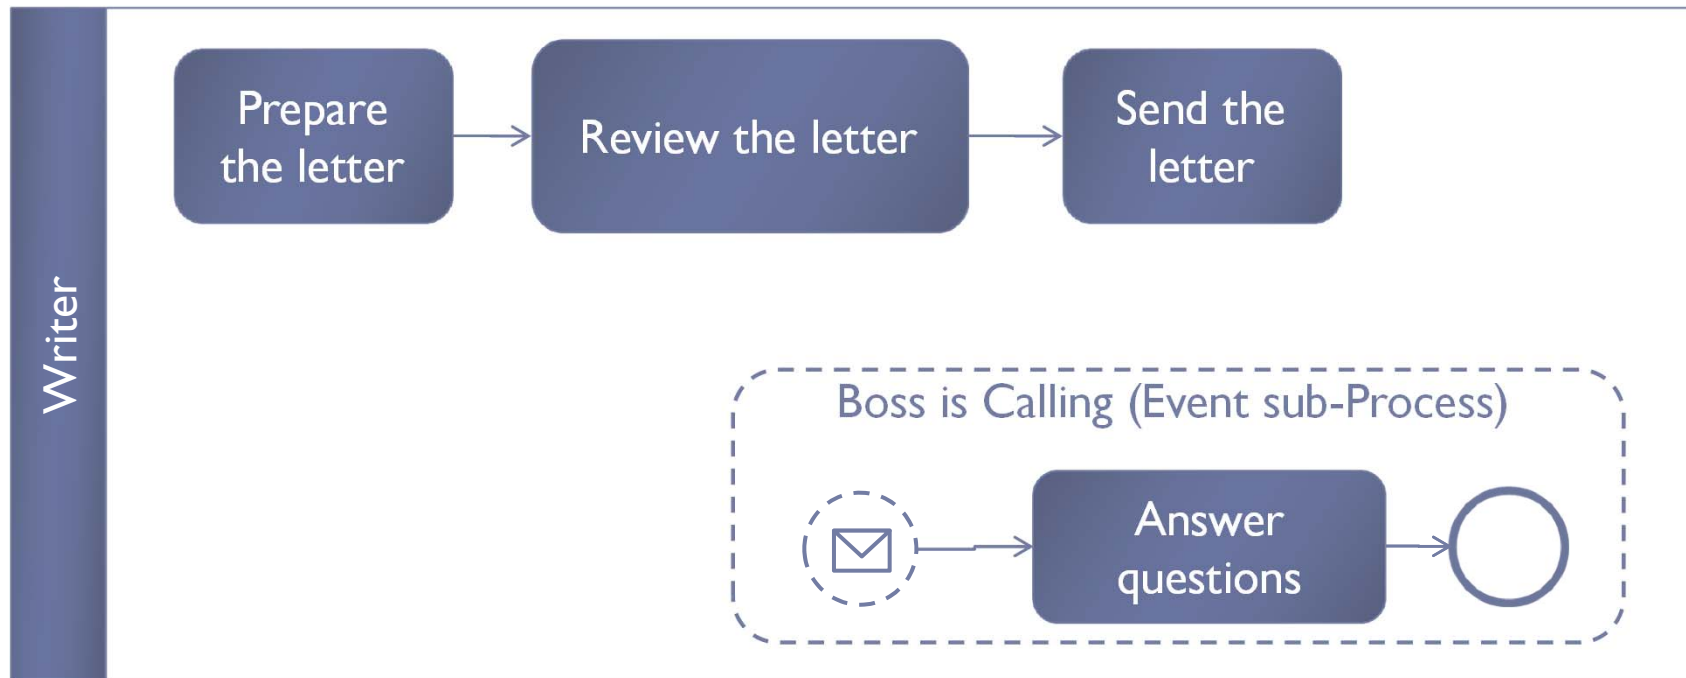 Writer
Prepare
the letter
Review the letter
Send the
letter
Boss is Calling (Event sub-Process)
Answer
questions